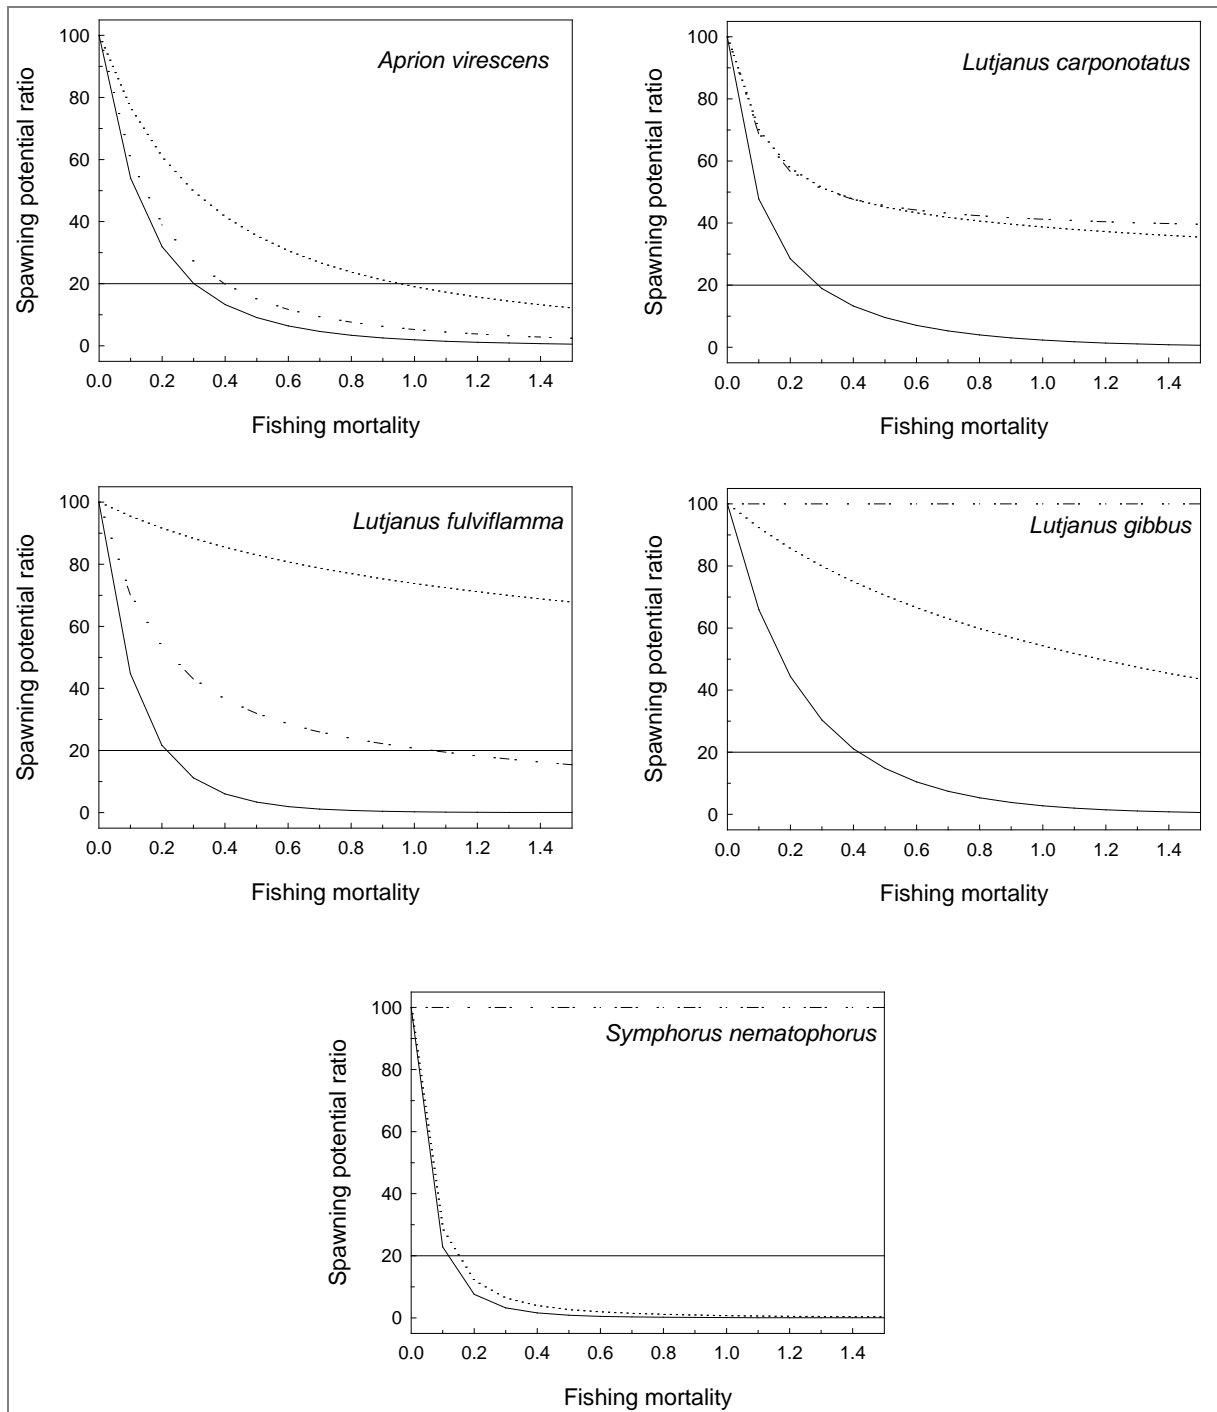 Aprion virescens
Spawning potential ratio
100
80
60
40
20
0
0.0 0.2 0.4 0.6 0.8 1.0 1.2 1.4
Fishing mortality
Lutjanus carponotatus
Spawning potential ratio
100
80
60
40
20
0
0.0 0.2 0.4 0.6 0.8 1.0 1.2 1.4
Fishing mortality
Lutjanus fulviflamma
Spawning potential ratio
100
80
60
40
20
0
0.0 0.2 0.4 0.6 0.8 1.0 1.2 1.4
Fishing mortality
Lutjanus gibbus
Spawning potential ratio
100
80
60
40
20
0
0.0 0.2 0.4 0.6 0.8 1.0 1.2 1.4
Fishing mortality
Symphorus nematophorus
Spawning potential ratio
100
80
60
40
20
0
0.0 0.2 0.4 0.6 0.8 1.0 1.2 1.4
Fishing mortality